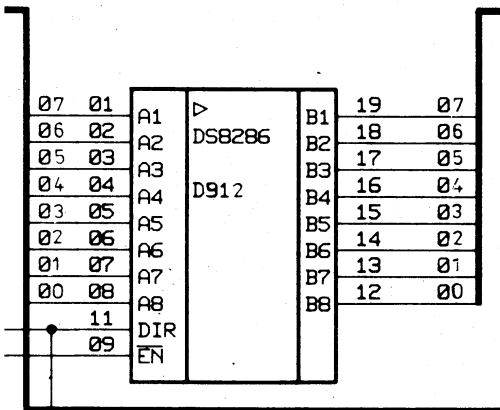 07 01 A1 ▷ B1 19 07
06 02 A2 DS8286 B2 18 06
05 03 A3 B3 17 05
04 04 A4 D912 B4 16 04
03 05 A5 B5 15 03
02 06 A6 B6 14 02
01 07 A7 B7 13 01
00 08 A8 B8 12 00
11 DIR
09 EN